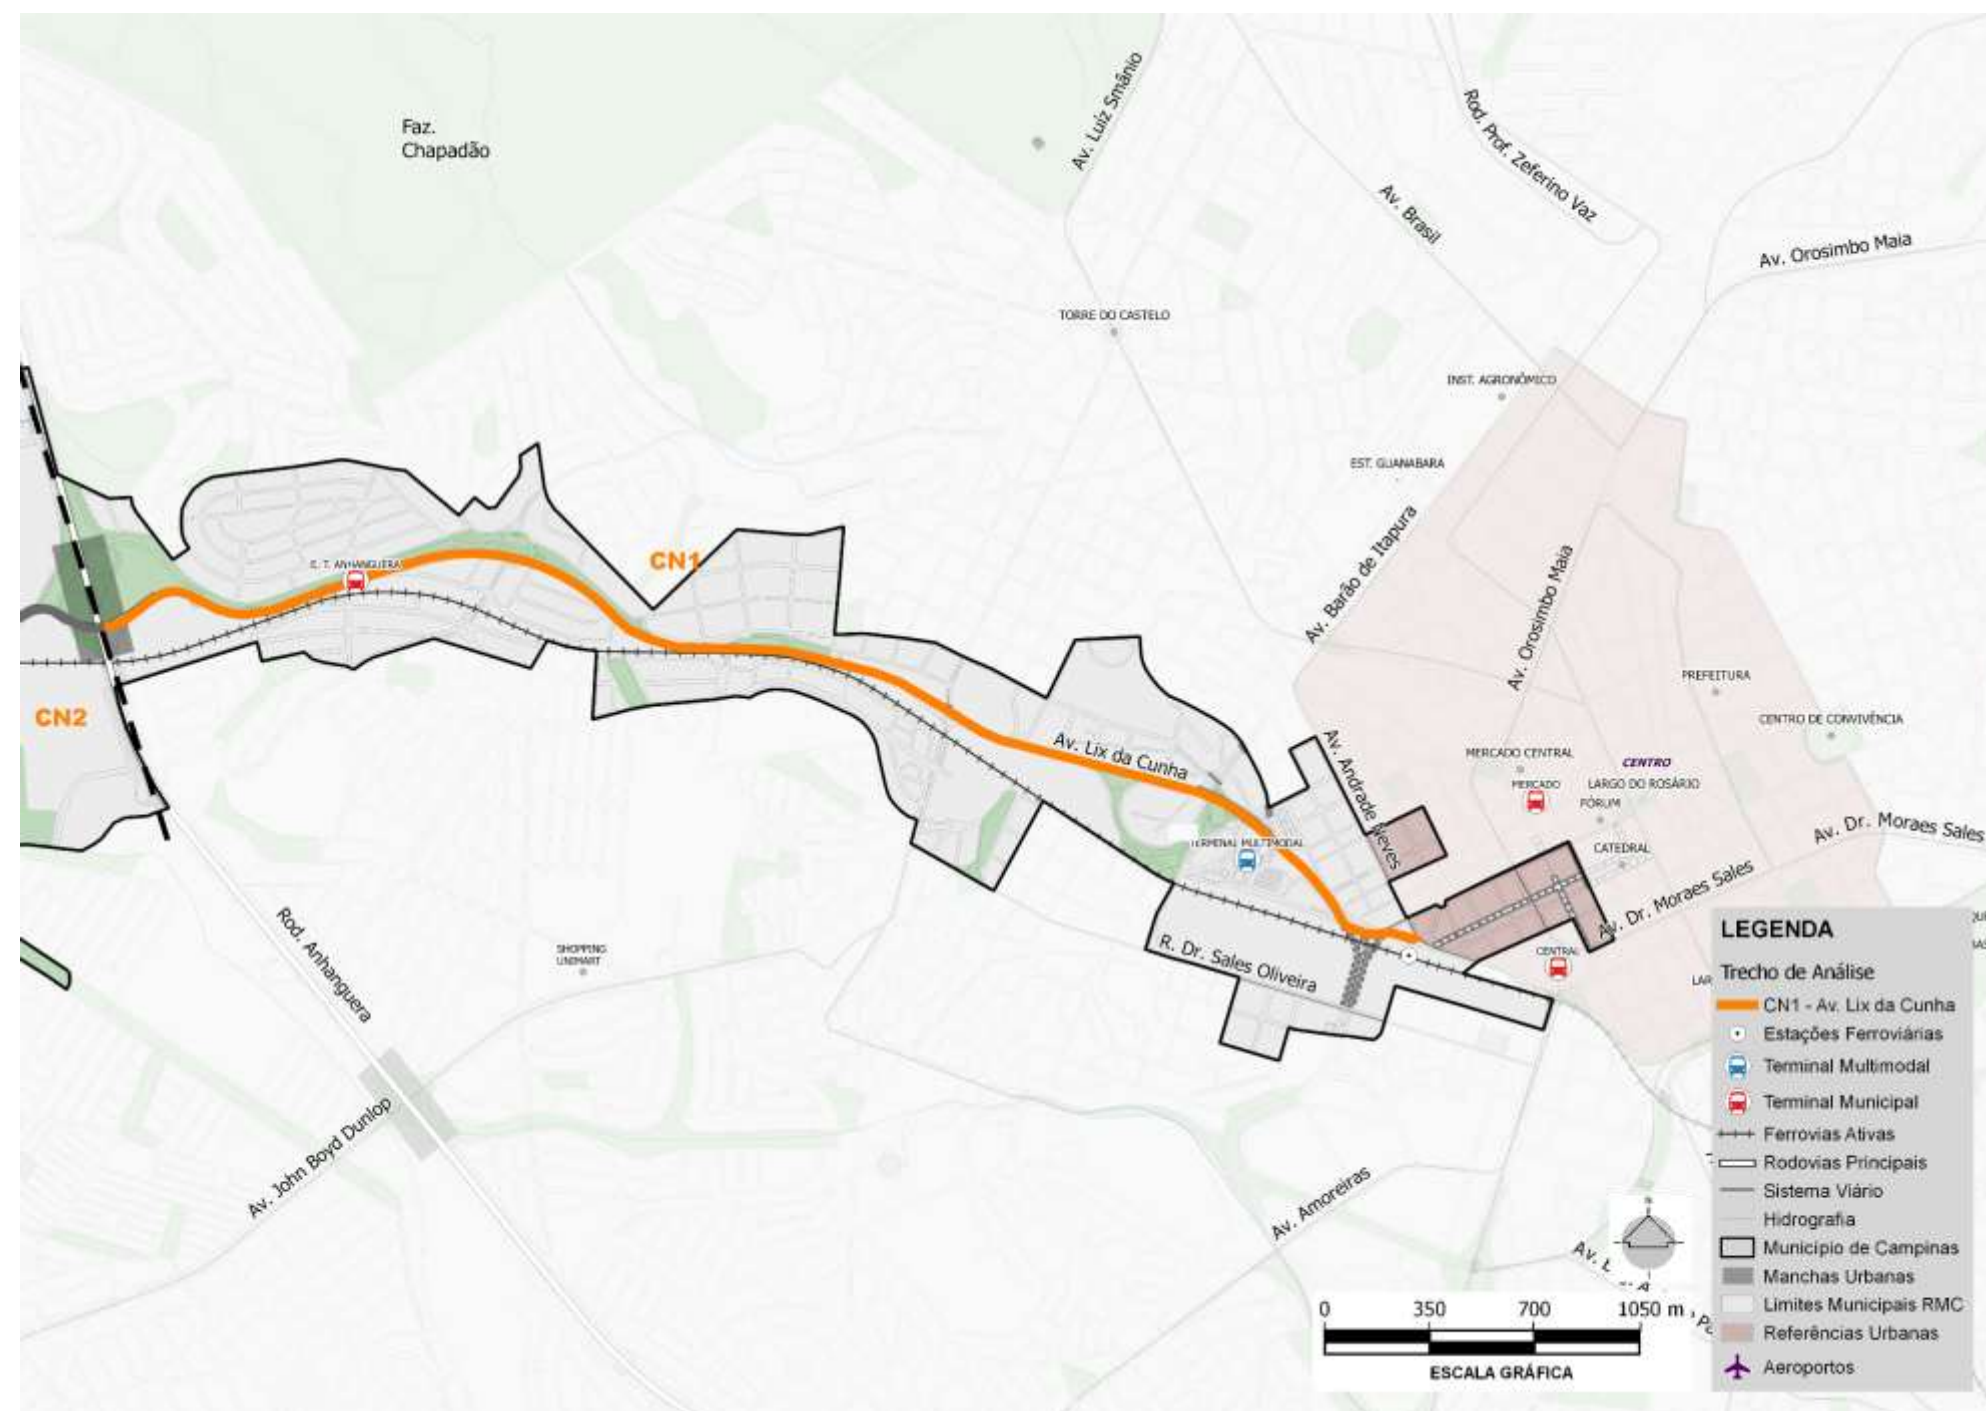 Faz.
Chapadão
Av. Luiz Smânio
Rod. Prof. Zeferino Vaz
Av. Brasil
Av. Orosimbo Maia
TORRE DO CASTELO
INST. AGRONÔMICO
EST. GUANABARA
CN1
E. T. ANHANGUERA
Av. Barão de Itapura
Av. Orosimbo Maia
PREFEITURA
CN2
CENTRO DE CONVIVÊNCIA
Av. Lix da Cunha
Av. Andrade Neves
MERCADO CENTRAL
CENTRO
MERCADO
LARGO DO ROSÁRIO
FÓRUM
TERMINAL MULTIMODAL
CATEDRAL
Av. Dr. Moraes Sales
Av. Dr. Moraes Sales
Rod. Anhanguera
SHOPPING
UNIMART
R. Dr. Sales Oliveira
CENTRAL
LAR
Av. John Boyd Dunlop
Av. Amoreiras
Av.
N
0 350 700 1050 m
ESCALA GRÁFICA
LEGENDA
Trecho de Análise
CN1 - Av. Lix da Cunha
Estações Ferroviárias
Terminal Multimodal
Terminal Municipal
Ferrovias Ativas
Rodovias Principais
Sistema Viário
Hidrografia
Município de Campinas
Manchas Urbanas
Limites Municipais RMC
Referências Urbanas
Aeroportos